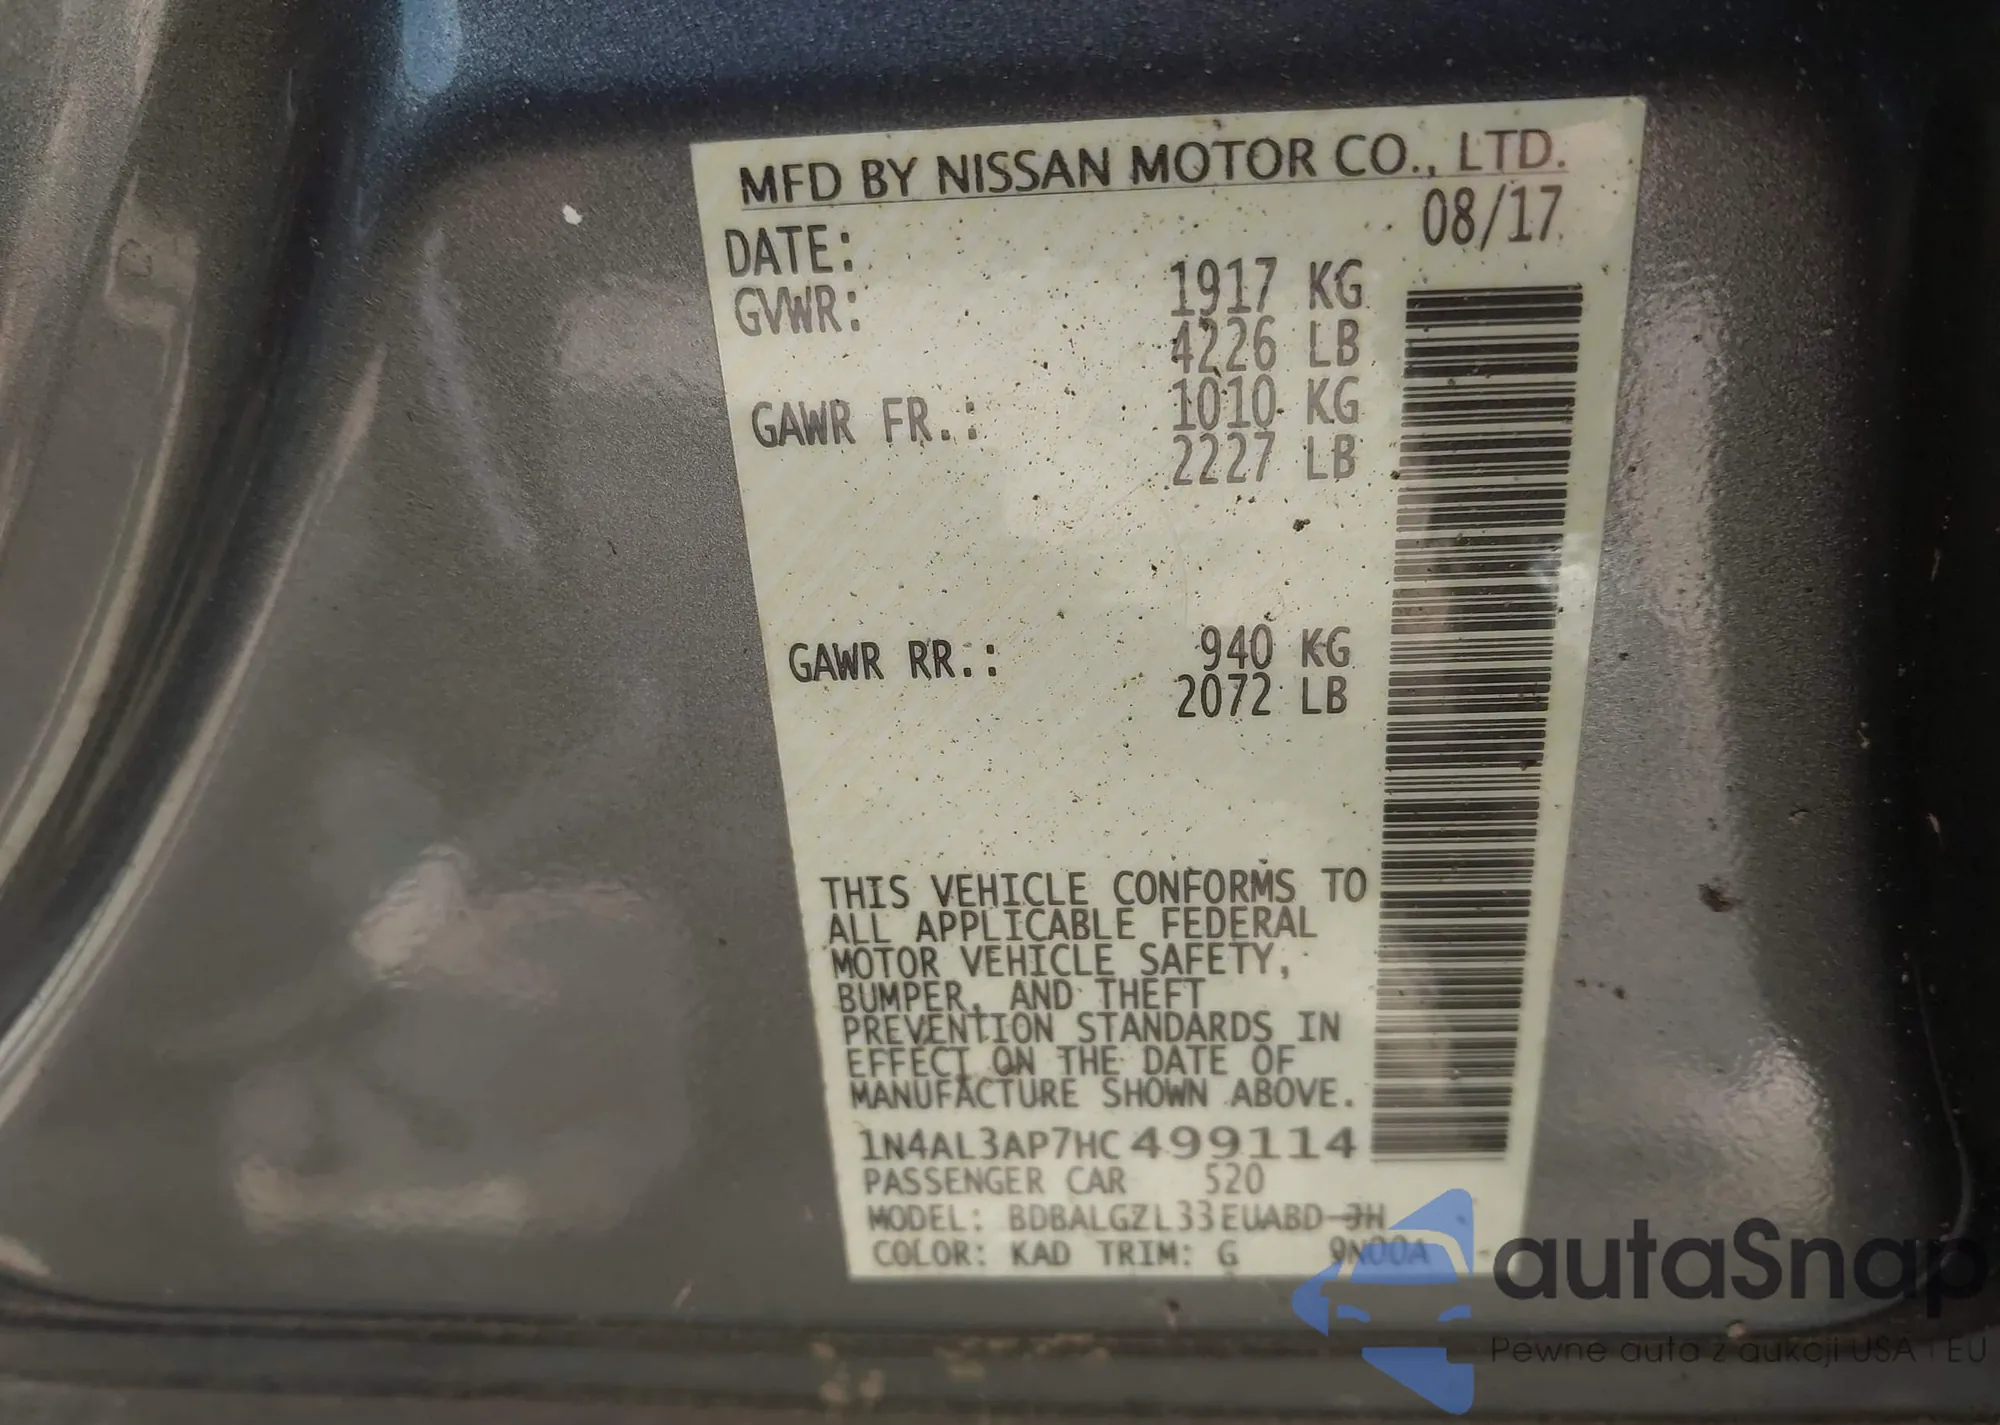 MFD BY NISSAN MOTOR CO., LTD.
DATE: 08/17
GVWR: 1917 KG
4226 LB
GAWR FR.: 1010 KG
2227 LB
GAWR RR.: 940 KG
2072 LB
THIS VEHICLE CONFORMS TO
ALL APPLICABLE FEDERAL
MOTOR VEHICLE SAFETY,
BUMPER, AND THEFT
PREVENTION STANDARDS IN
EFFECT ON THE DATE OF
MANUFACTURE SHOWN ABOVE.
1N4AL3AP7HC499114
PASSENGER CAR 520
MODEL: BDBALGZL33EUABD-JH
COLOR: KAD TRIM: G 9N00A
autaSnap
Pewne auta z aukcji USA i EU